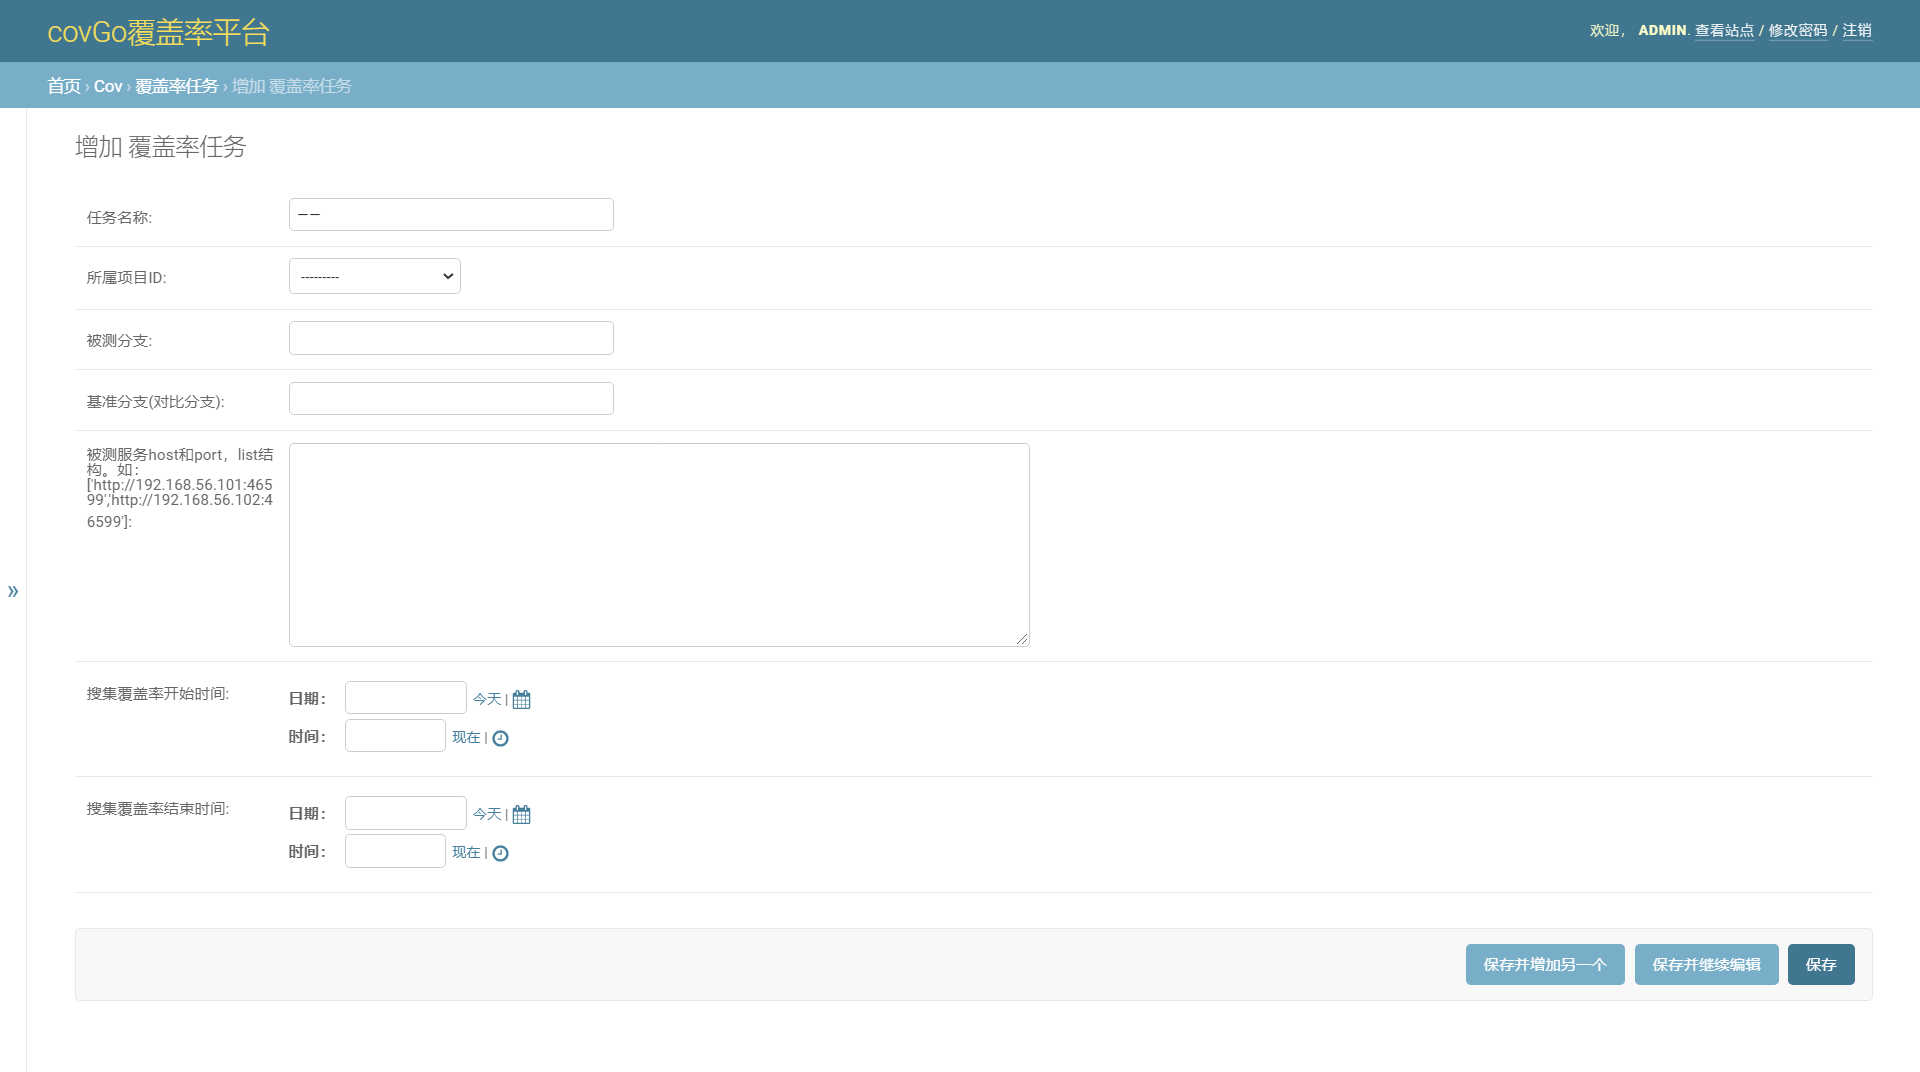 covGo覆盖率平台
欢迎， ADMIN. 查看站点 / 修改密码 / 注销
首页 › Cov › 覆盖率任务 › 增加 覆盖率任务
增加 覆盖率任务
任务名称: ——
所属项目ID: ---------
被测分支:
基准分支(对比分支):
被测服务host和port，list结
构。如：
['http://192.168.56.101:465
99','http://192.168.56.102:4
6599']:
»
搜集覆盖率开始时间:
日期： 今天 |
时间： 现在 |
搜集覆盖率结束时间:
日期： 今天 |
时间： 现在 |
保存并增加另一个 保存并继续编辑 保存